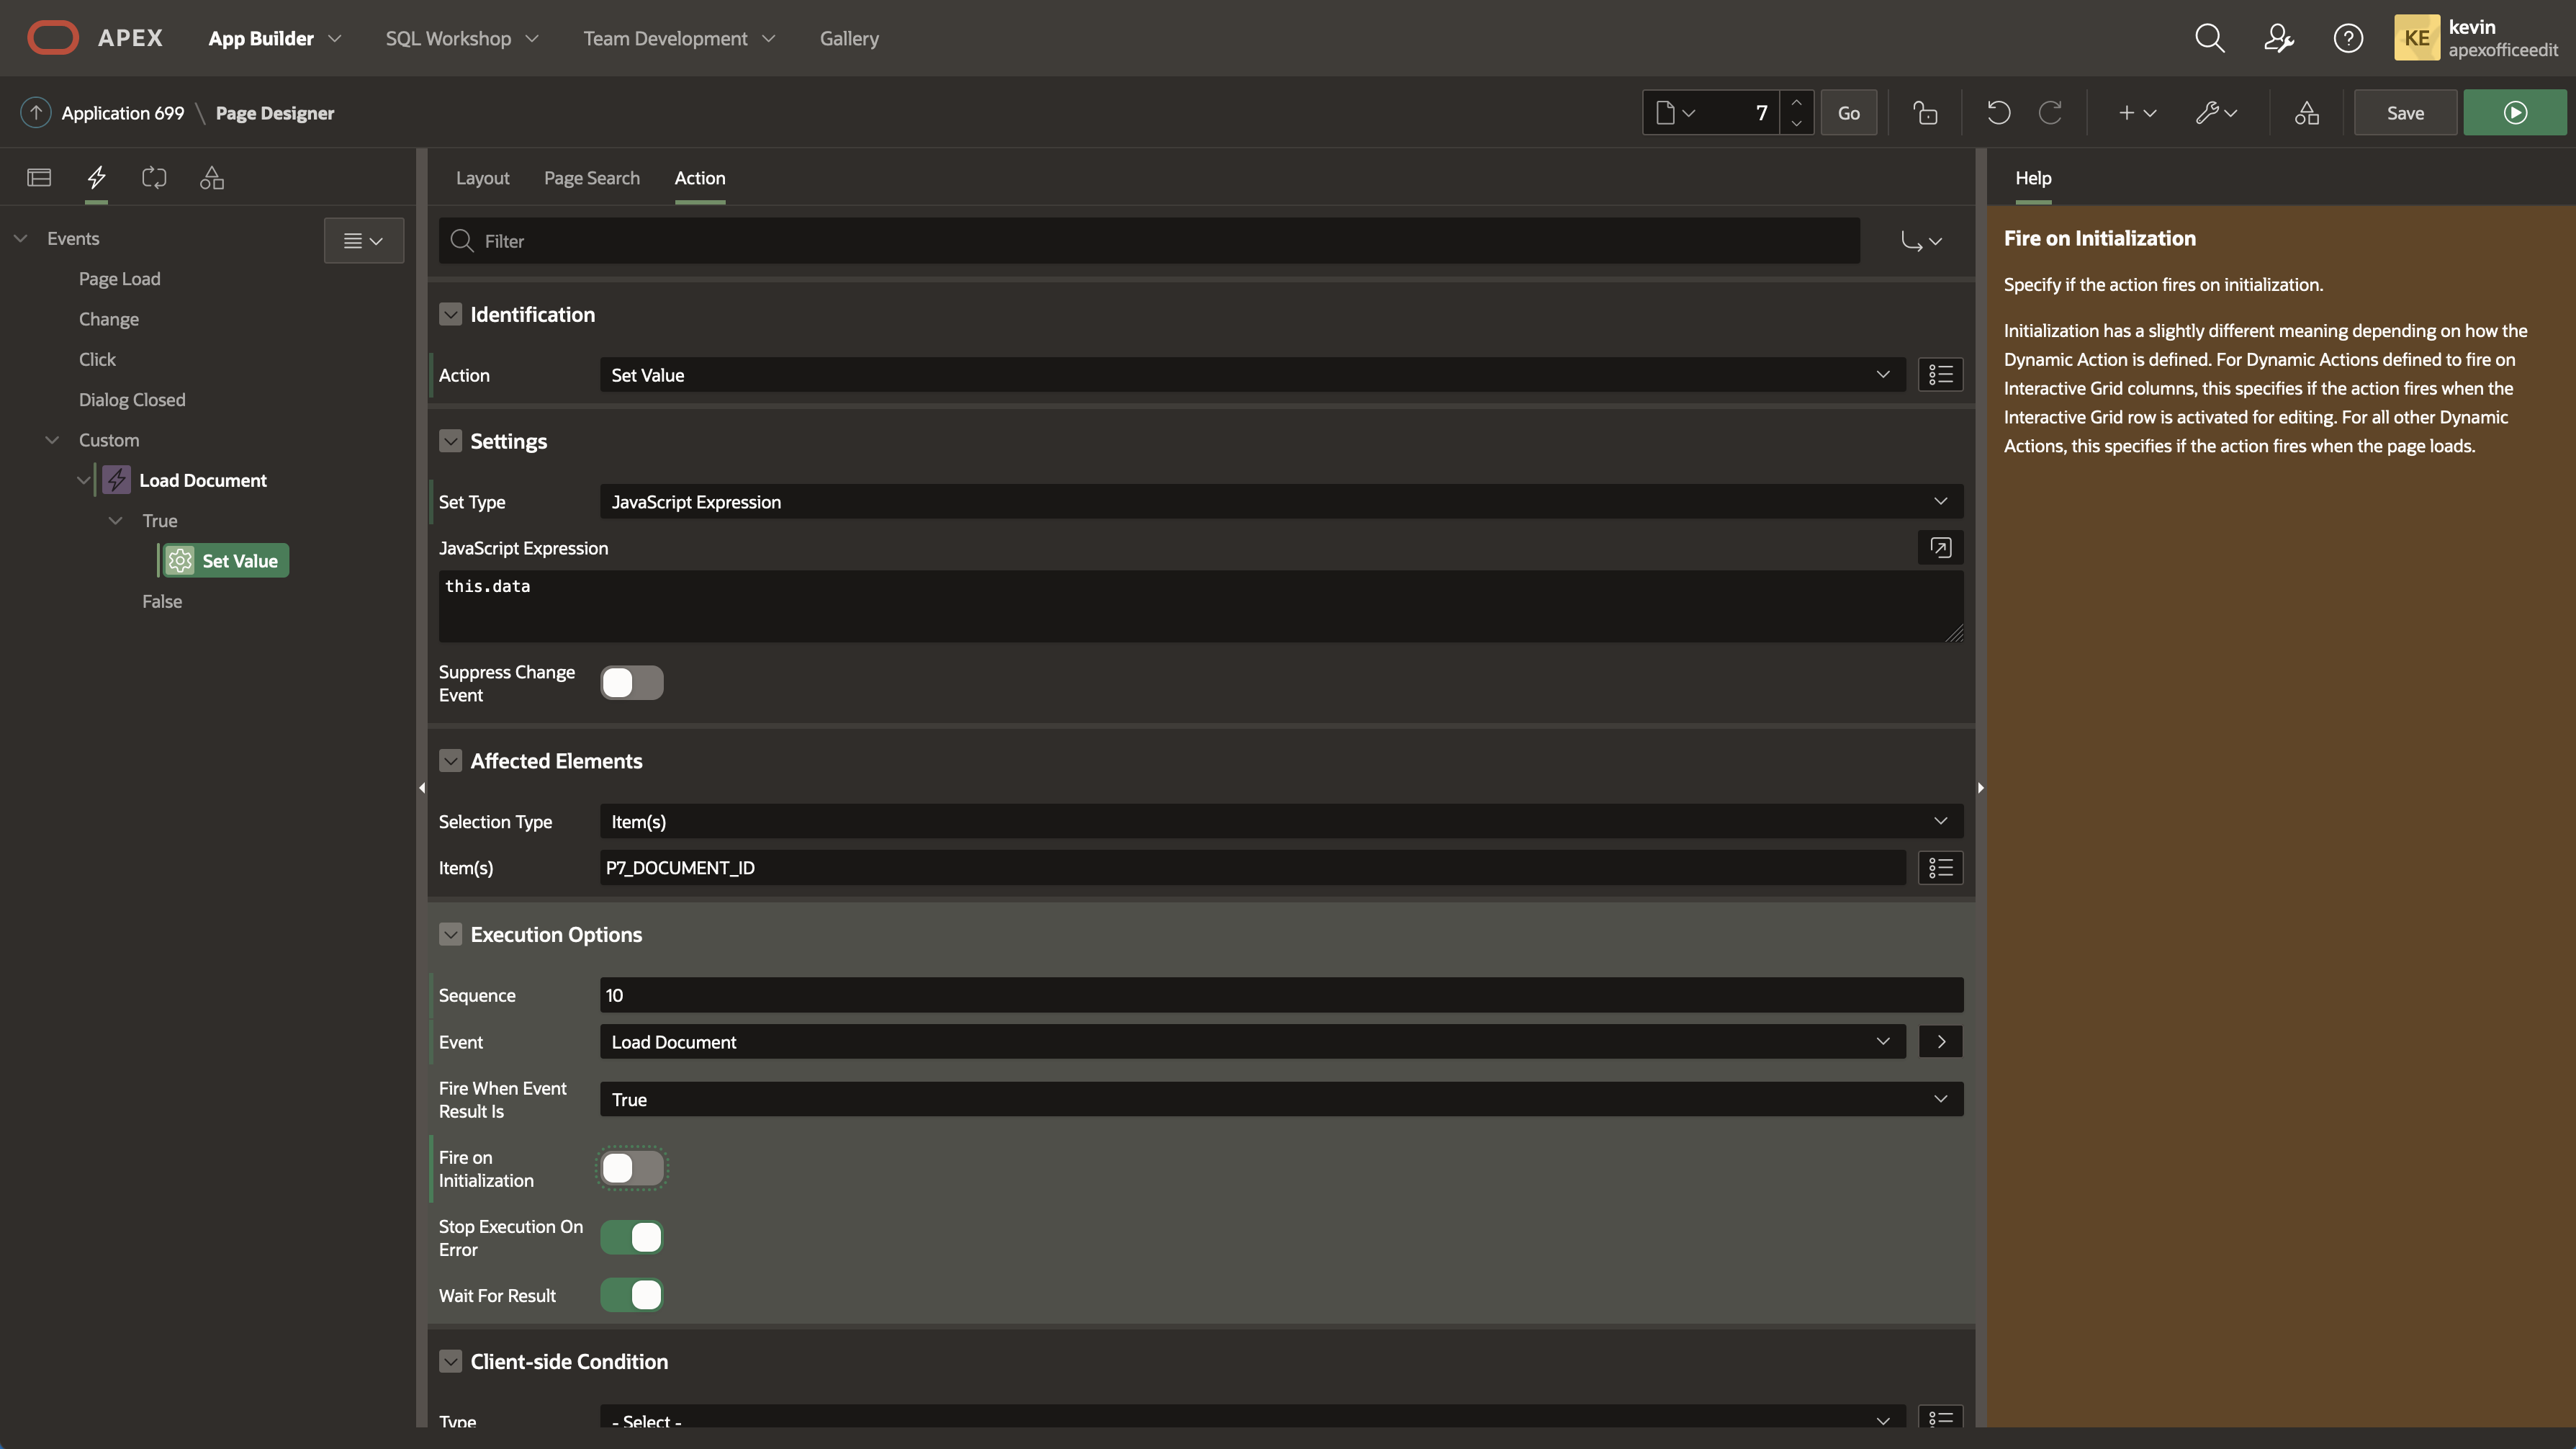 APEX
App Builder
SQL Workshop
Team Development
Gallery
KE
kevin
apexofficeedit
Application 699 \ Page Designer
7
Go
Save
Events
Page Load
Change
Click
Dialog Closed
Custom
Load Document
True
Set Value
False
Layout
Page Search
Action
Filter
Identification
Action
Set Value
Settings
Set Type
JavaScript Expression
JavaScript Expression
this.data
Suppress Change
Event
Affected Elements
Selection Type
Item(s)
Item(s)
P7_DOCUMENT_ID
Execution Options
Sequence
10
Event
Load Document
Fire When Event
Result Is
True
Fire on
Initialization
Stop Execution On
Error
Wait For Result
Client-side Condition
Type
- Select -
Help
Fire on Initialization
Specify if the action fires on initialization.
Initialization has a slightly different meaning depending on how the
Dynamic Action is defined. For Dynamic Actions defined to fire on
Interactive Grid columns, this specifies if the action fires when the
Interactive Grid row is activated for editing. For all other Dynamic
Actions, this specifies if the action fires when the page loads.